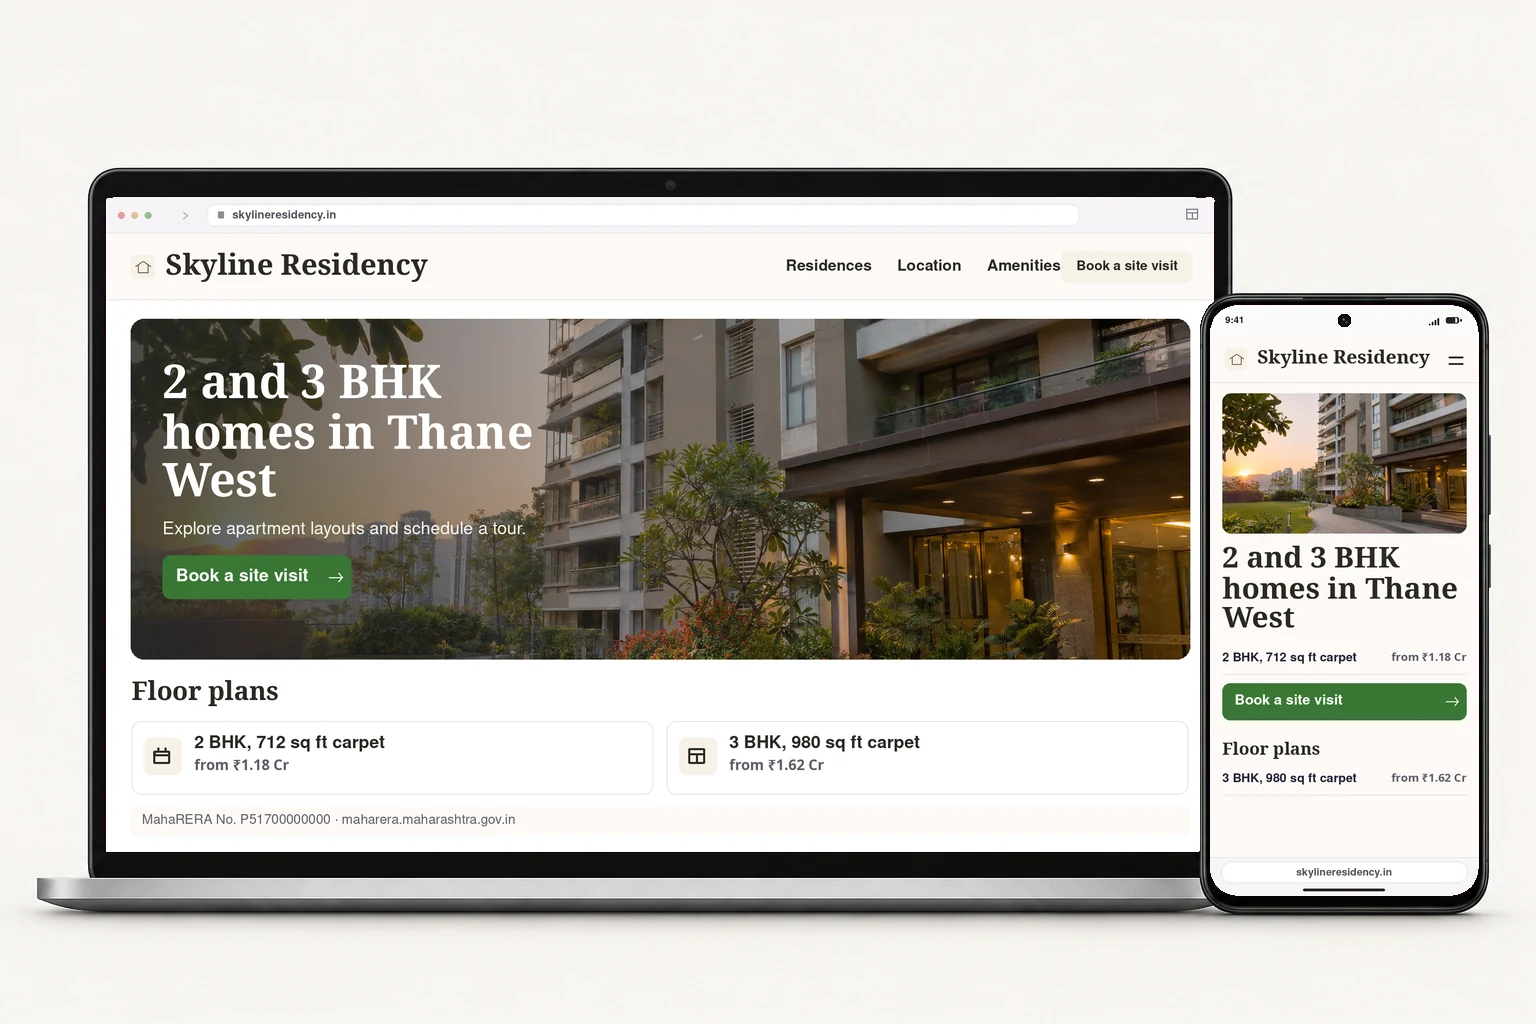 skylineresidency.in
Skyline Residency
Residences
Location
Amenities
Book a site visit
2 and 3 BHK
homes in Thane
West
Explore apartment layouts and schedule a tour.
Book a site visit
Floor plans
2 BHK, 712 sq ft carpet
from ₹1.18 Cr
3 BHK, 980 sq ft carpet
from ₹1.62 Cr
MahaRERA No. P51700000000 · maharera.maharashtra.gov.in
9:41
Skyline Residency
2 and 3 BHK
homes in Thane
West
2 BHK, 712 sq ft carpet from ₹1.18 Cr
Book a site visit
Floor plans
3 BHK, 980 sq ft carpet from ₹1.62 Cr
skylineresidency.in